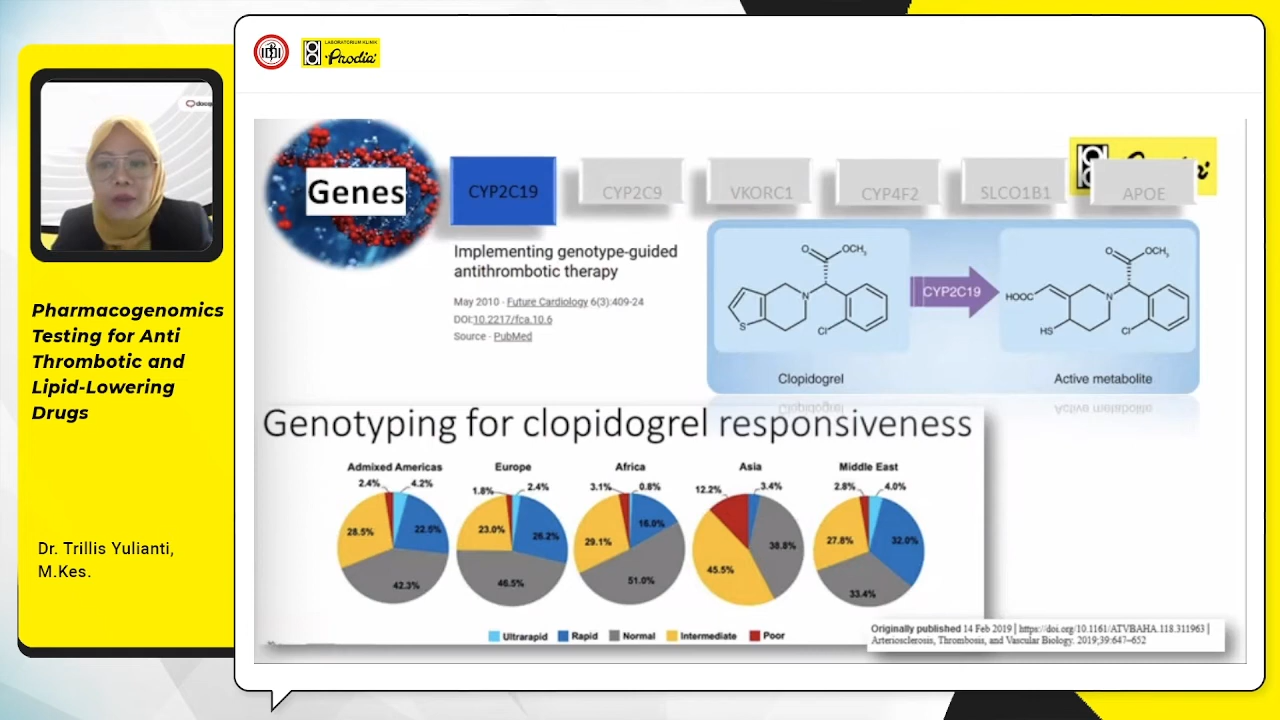 LABORATORIUM KLINIK
Prodia
Genes
CYP2C19
CYP2C9
VKORC1
CYP4F2
SLCO1B1
APOE
Implementing genotype-guided
antithrombotic therapy
May 2010 · Future Cardiology 6(3):409-24
DOI:10.2217/fca.10.6
Source · PubMed
O
OCH3
N
S
Cl
Clopidogrel
CYP2C19
O
OCH3
HOOC
N
HS
Cl
Active metabolite
Pharmacogenomics
Testing for Anti
Thrombotic and
Lipid-Lowering
Drugs
Dr. Trillis Yulianti,
M.Kes.
Genotyping for clopidogrel responsiveness
Admixed Americas
2.4%
4.2%
28.5%
22.5%
42.3%
Europe
1.8%
2.4%
23.0%
26.2%
46.5%
Africa
3.1%
0.8%
29.1%
16.0%
51.0%
Asia
12.2%
3.4%
38.8%
45.5%
Middle East
2.8%
4.0%
27.8%
32.0%
33.4%
Ultrarapid
Rapid
Normal
Intermediate
Poor
Originally published 14 Feb 2019 | https://doi.org/10.1161/ATVBAHA.118.311963 |
Arteriosclerosis, Thrombosis, and Vascular Biology. 2019;39:647–652